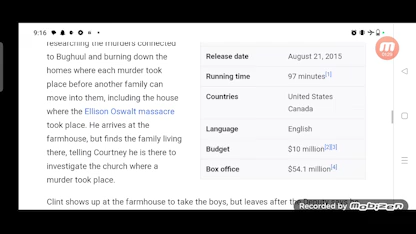 9:16
researching the murders connected
to Bughuul and burning down the
homes where each murder took
place before another family can
move into them, including the house
where the Ellison Oswalt massacre
took place. He arrives at the
farmhouse, but finds the family living
there, telling Courtney he is there to
investigate the church where a
murder took place.
Release date August 21, 2015
Running time 97 minutes[1]
Countries United States
Canada
Language English
Budget $10 million[2][3]
Box office $54.1 million[4]
Clint shows up at the farmhouse to take the boys, but leaves after the Deputy says he
Recorded by Mobizen